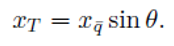 $x_T = x_{\bar{q}} \sin\theta.$